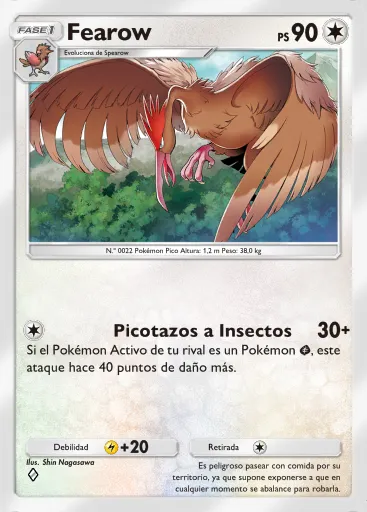 FASE 1
Fearow
PS 90
Evoluciona de Spearow
N.º 0022 Pokémon Pico Altura: 1,2 m Peso: 38,0 kg
Picotazos a Insectos 30+
Si el Pokémon Activo de tu rival es un Pokémon , este
ataque hace 40 puntos de daño más.
Debilidad +20
Retirada
Ilus. Shin Nagasawa
Es peligroso pasear con comida por su
territorio, ya que supone exponerse a que en
cualquier momento se abalance para robarla.